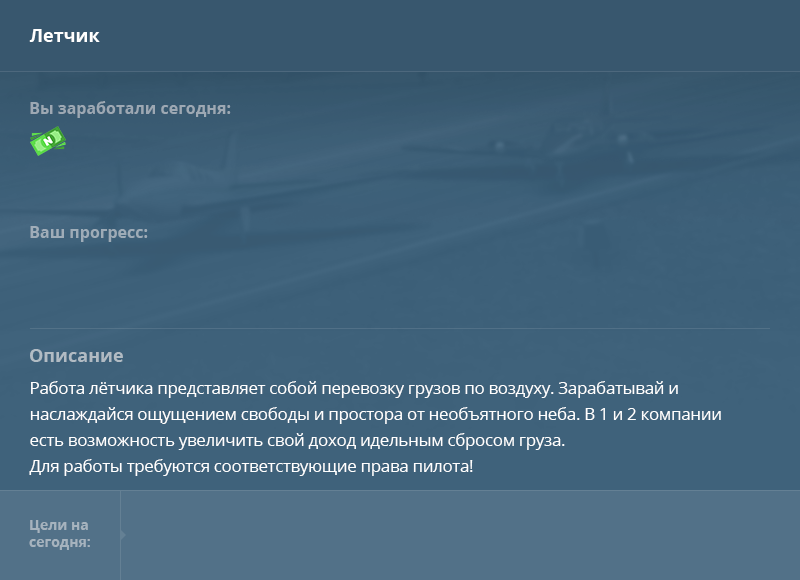 Летчик
Вы заработали сегодня:
N
Ваш прогресс:
Описание
Работа лётчика представляет собой перевозку грузов по воздуху. Зарабатывай и
наслаждайся ощущением свободы и простора от необъятного неба. В 1 и 2 компании
есть возможность увеличить свой доход идельным сбросом груза.
Для работы требуются соответствующие права пилота!
Цели на
сегодня: